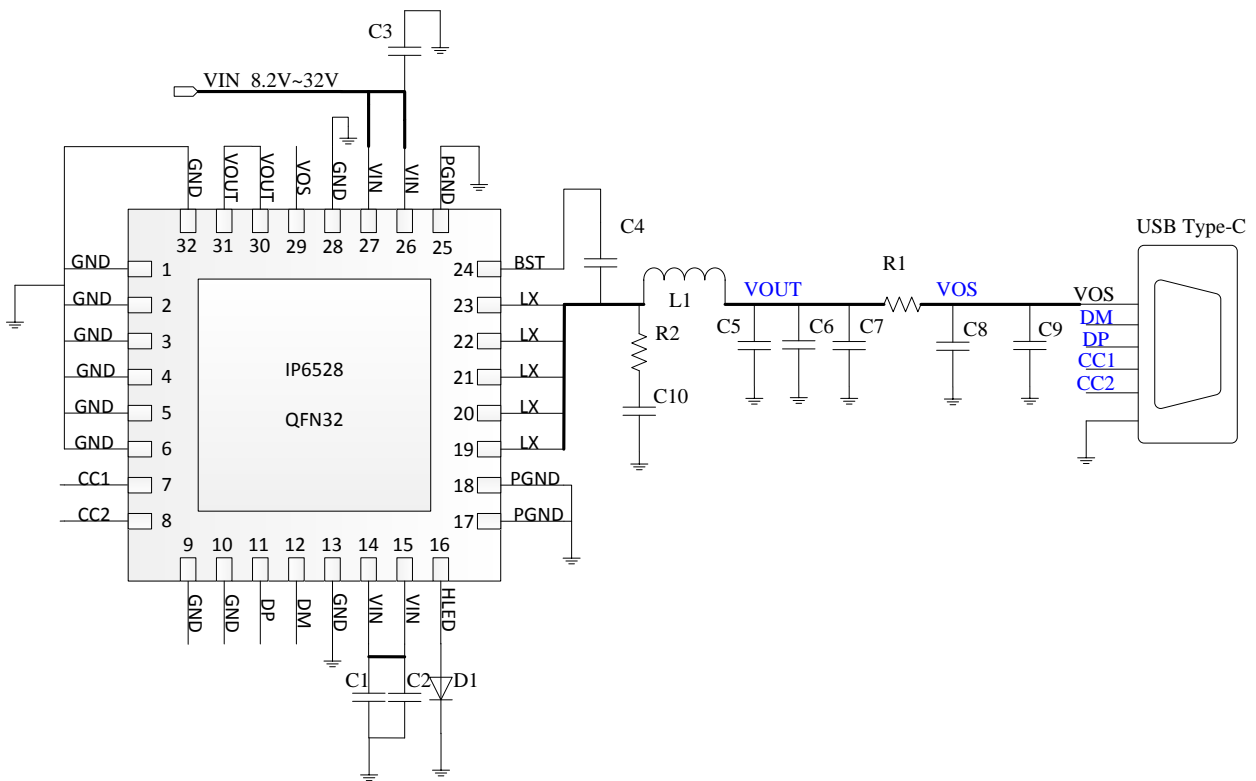 C3
VIN 8.2V~32V
GND
VOUT
VOUT
VOS
GND
VIN
VIN
PGND
32
31
30
29
28
27
26
25
GND 1
GND 2
GND 3
GND 4
GND 5
GND 6
CC1 7
CC2 8
IP6528
QFN32
24 BST
23 LX
22 LX
21 LX
20 LX
19 LX
18 PGND
17 PGND
9
10
11
12
13
14
15
16
GND
GND
DP
DM
GND
VIN
VIN
HLED
C1
C2
D1
C4
L1
R2
C10
VOUT
C5
C6
C7
R1
VOS
C8
C9
USB Type-C
VOS
DM
DP
CC1
CC2